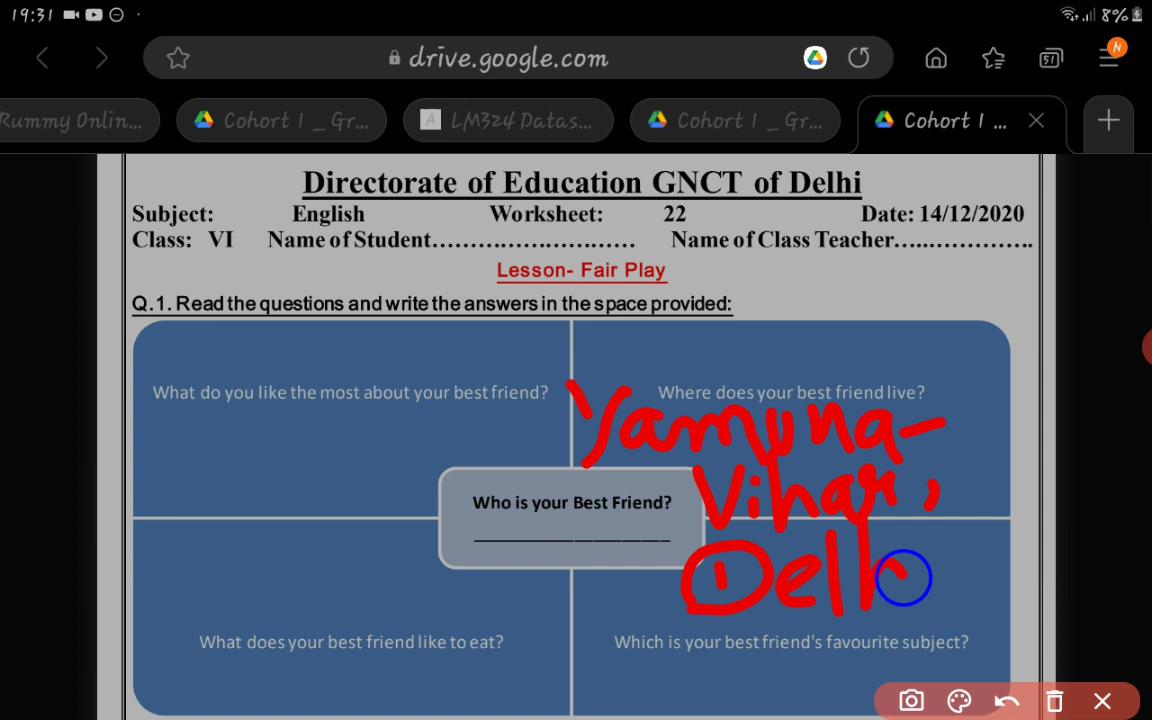 19:31
8%
drive.google.com
N
51
Rummy Onlin...
Cohort 1 _ Gr...
A LM324 Datas...
Cohort 1 _ Gr...
Cohort 1 ...
Directorate of Education GNCT of Delhi
Subject: English Worksheet: 22 Date: 14/12/2020
Class: VI Name of Student........................... Name of Class Teacher...................
Lesson- Fair Play
Q.1. Read the questions and write the answers in the space provided:
What do you like the most about your best friend?
Where does your best friend live?
Yamuna-
Vihar,
Delh
Who is your Best Friend?
____________________
What does your best friend like to eat?
Which is your best friend's favourite subject?